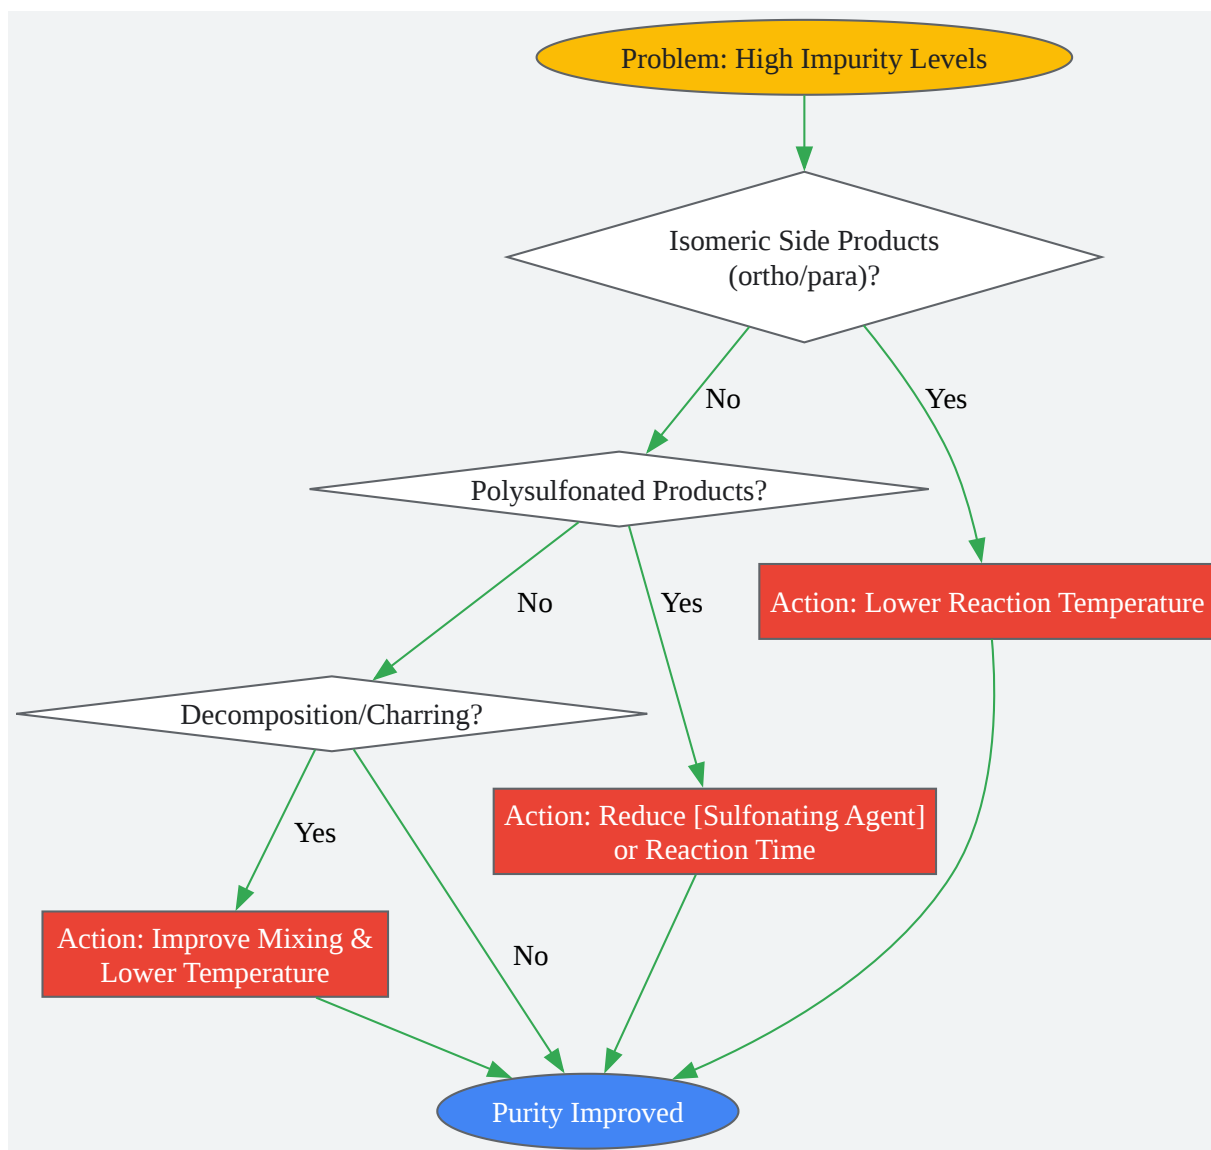 Problem: High Impurity Levels
Isomeric Side Products
(ortho/para)?
No
Yes
Polysulfonated Products?
No
Yes
Action: Lower Reaction Temperature
Decomposition/Charring?
Yes
Action: Reduce [Sulfonating Agent]
or Reaction Time
Action: Improve Mixing &
Lower Temperature
No
Purity Improved